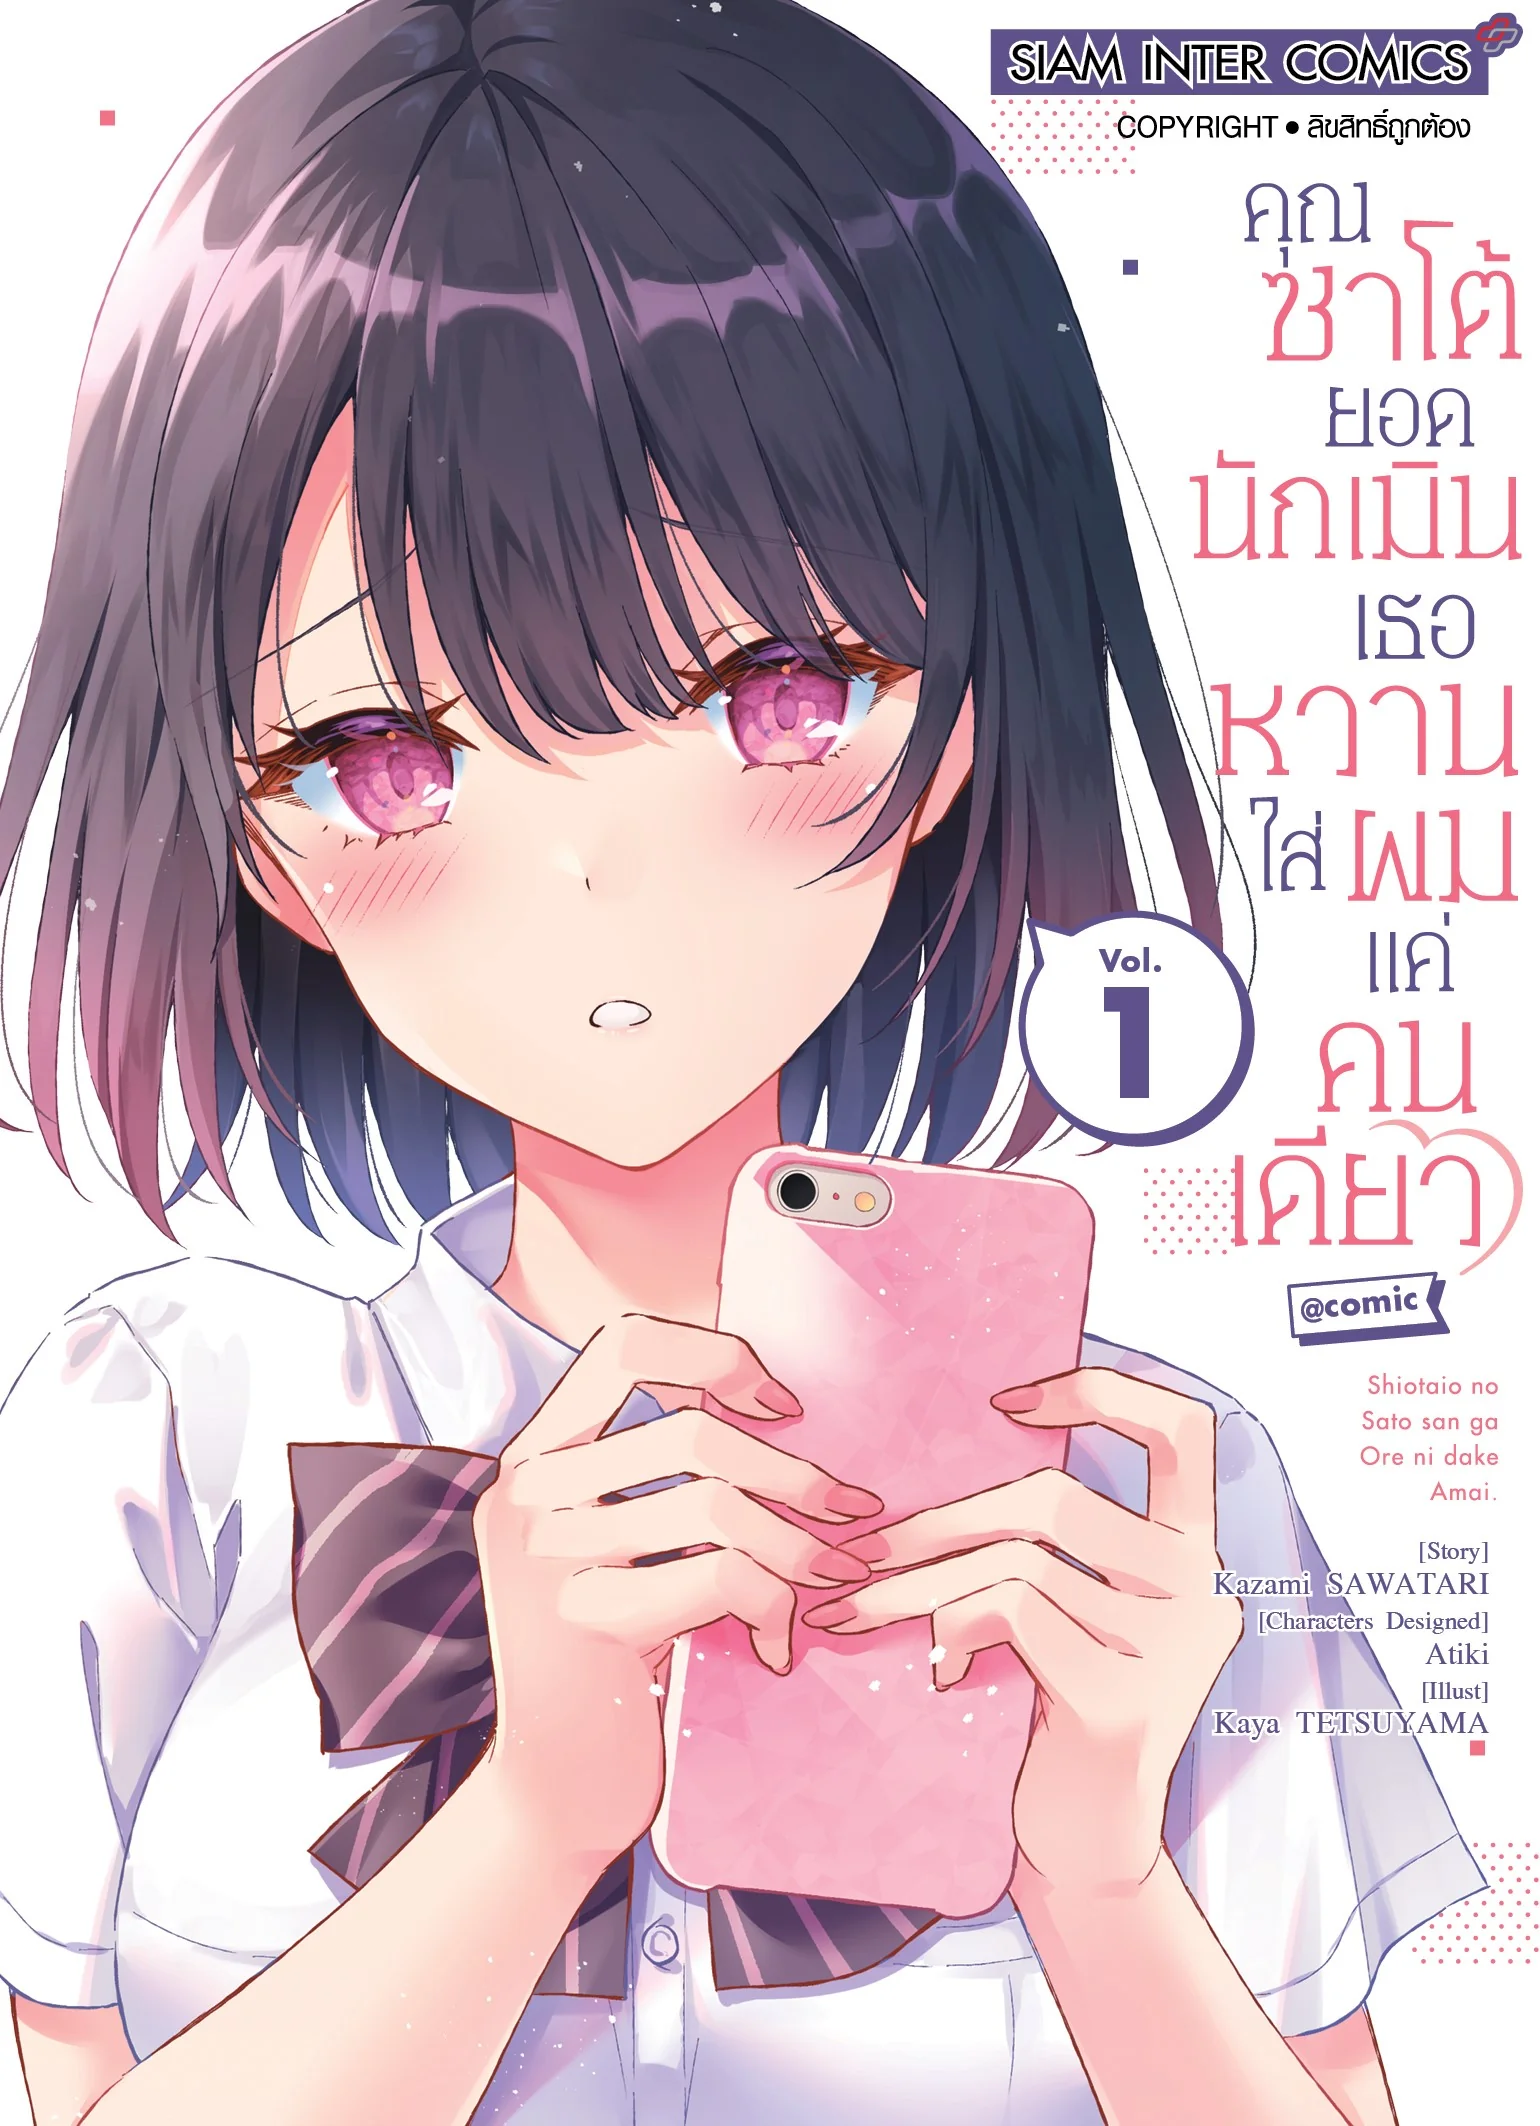 SIAM INTER COMICS
COPYRIGHT • ลิขสิทธิ์ถูกต้อง
คุณ
ซาโต้
ยอด
นักเมิน
เธอ
หวาน
ใส่ ผม
แค่
คน
เดียว
Vol.
1
@comic
Shiotaio no
Sato san ga
Ore ni dake
Amai.
[Story]
Kazami SAWATARI
[Characters Designed]
Atiki
[Illust]
Kaya TETSUYAMA